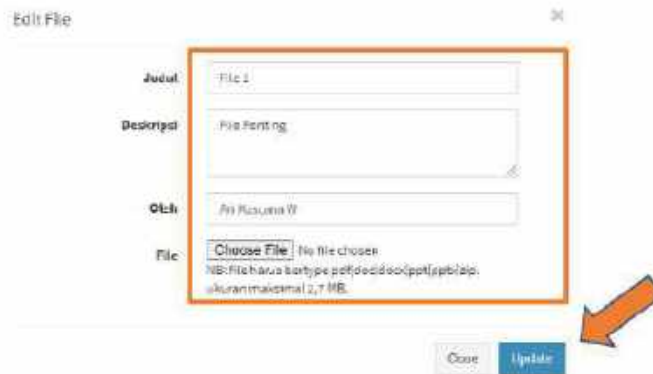 Edit File
Judul
File 1
Deskripsi
File Penting
Oleh
Ari Kusuma W
File
Choose File No file chosen
NB: File harus bertype pdf|doc|docx|ppt|pptx|zip.
ukuran maksimal 2,7 MB.
Close
Update